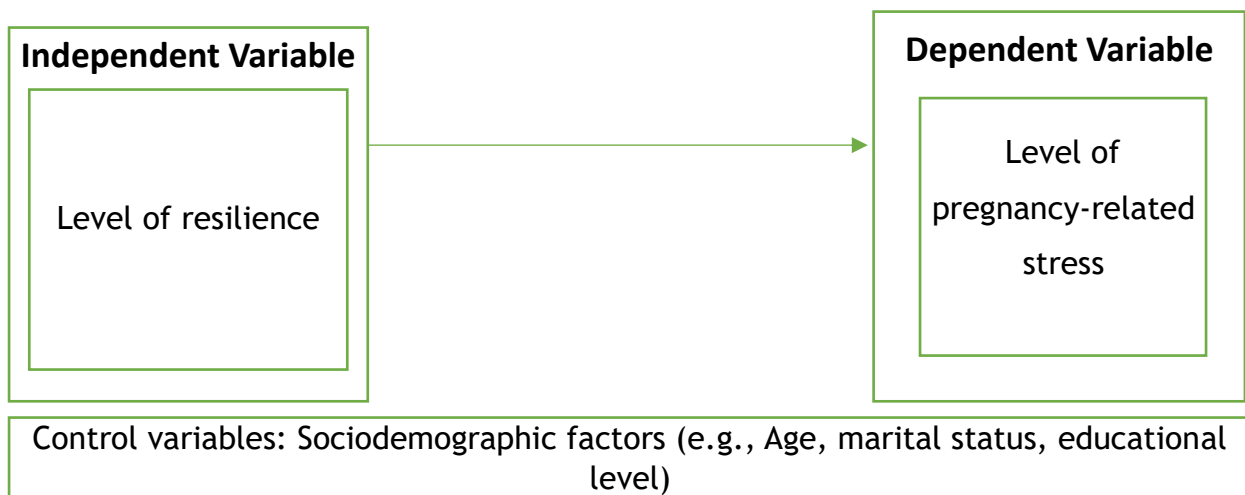 Independent Variable
Level of resilience
Dependent Variable
Level of
pregnancy-related
stress
Control variables: Sociodemographic factors (e.g., Age, marital status, educational
level)